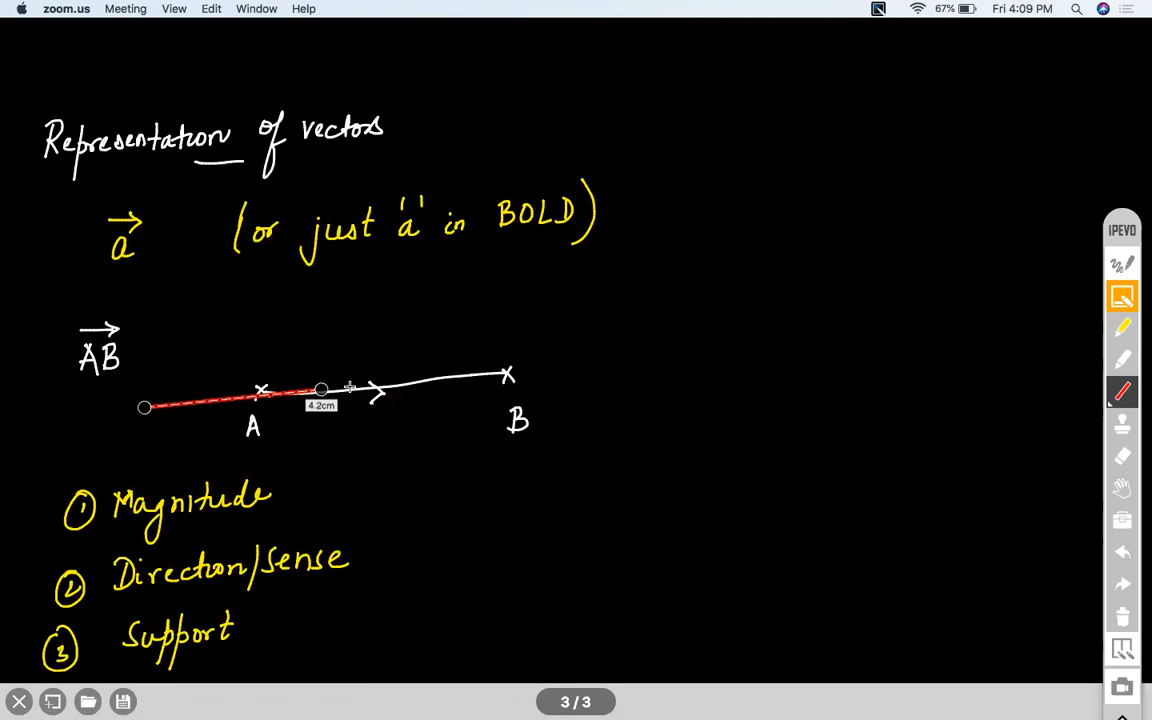 zoom.us Meeting View Edit Window Help 67% Fri 4:09 PM
Representation of vectors
a (or just 'a' in BOLD)
IPEVO
AB
4.2cm
A B
① Magnitude
② Direction/Sense
③ Support
3/3